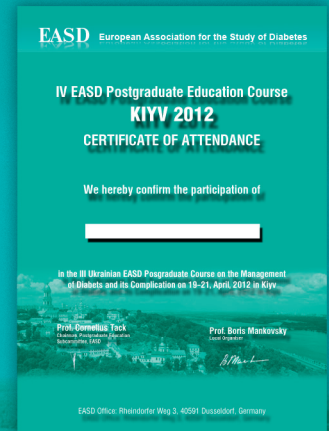 EASD European Association for the Study of Diabetes
IV EASD Postgraduate Education Course
KIYV 2012
CERTIFICATE OF ATTENDANCE
We hereby confirm the participation of
in the III Ukrainian EASD Posgraduate Course on the Management
of Diabets and its Complication on 19-21, April, 2012 in Kiyv
Prof. Cornelius Tack
Chairman, Postgraduate Education
Subcommittee, EASD
Prof. Boris Mankovsky
Local Organizer
EASD Office: Rheindorfer Weg 3, 40591 Dusseldorf, Germany